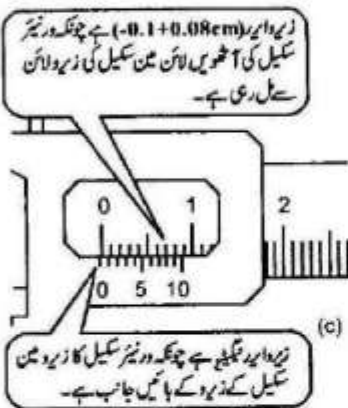 زیرو ایرر (-0.1+0.08cm) ہے چونکہ ورنیئر
سکیل کی آٹھویں لائن مین سکیل کی زیرو لائن
سے مل رہی ہے۔
0 1 2
0 5 10
(c)
زیرو ایرر نیگیٹیو ہے چونکہ ورنیئر سکیل کا زیرو مین
سکیل کے زیرو کے بائیں جانب ہے۔